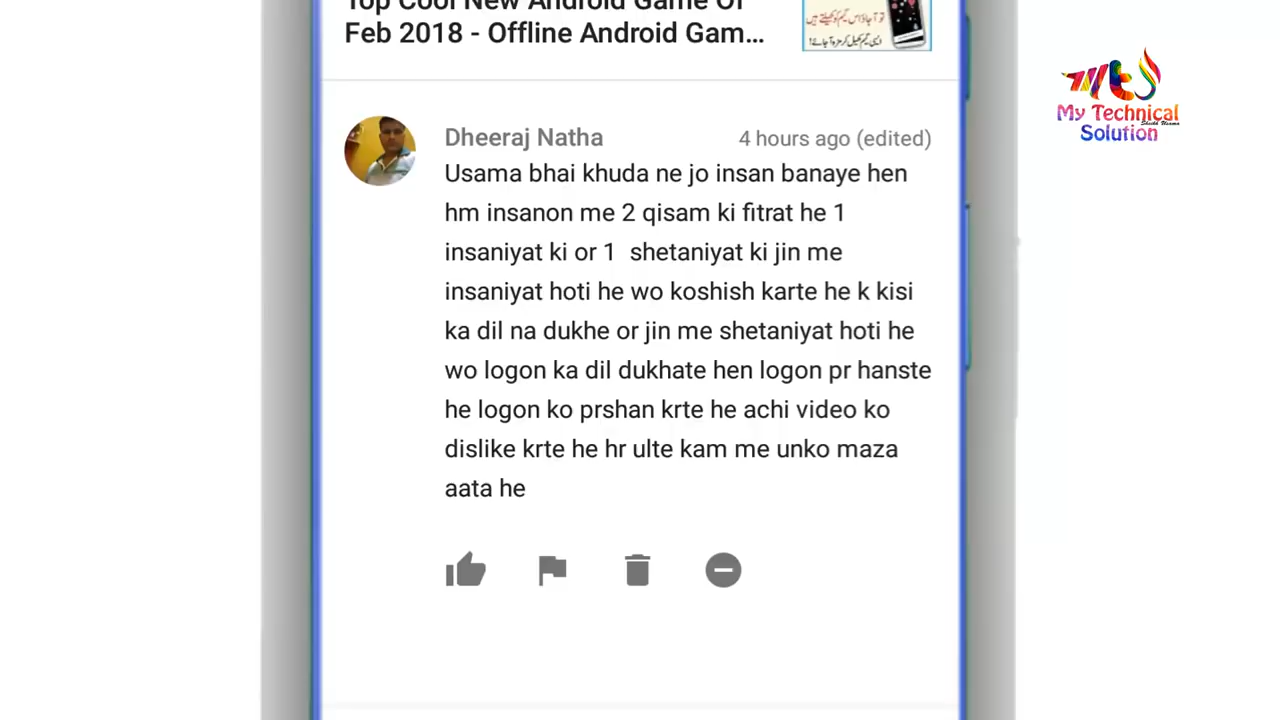 Top Cool New Android Game Of
Feb 2018 - Offline Android Gam...
Dheeraj Natha
4 hours ago (edited)
Usama bhai khuda ne jo insan banaye hen
hm insanon me 2 qisam ki fitrat he 1
insaniyat ki or 1  shetaniyat ki jin me
insaniyat hoti he wo koshish karte he k kisi
ka dil na dukhe or jin me shetaniyat hoti he
wo logon ka dil dukhate hen logon pr hanste
he logon ko prshan krte he achi video ko
dislike krte he hr ulte kam me unko maza
aata he
My Technical
Solution